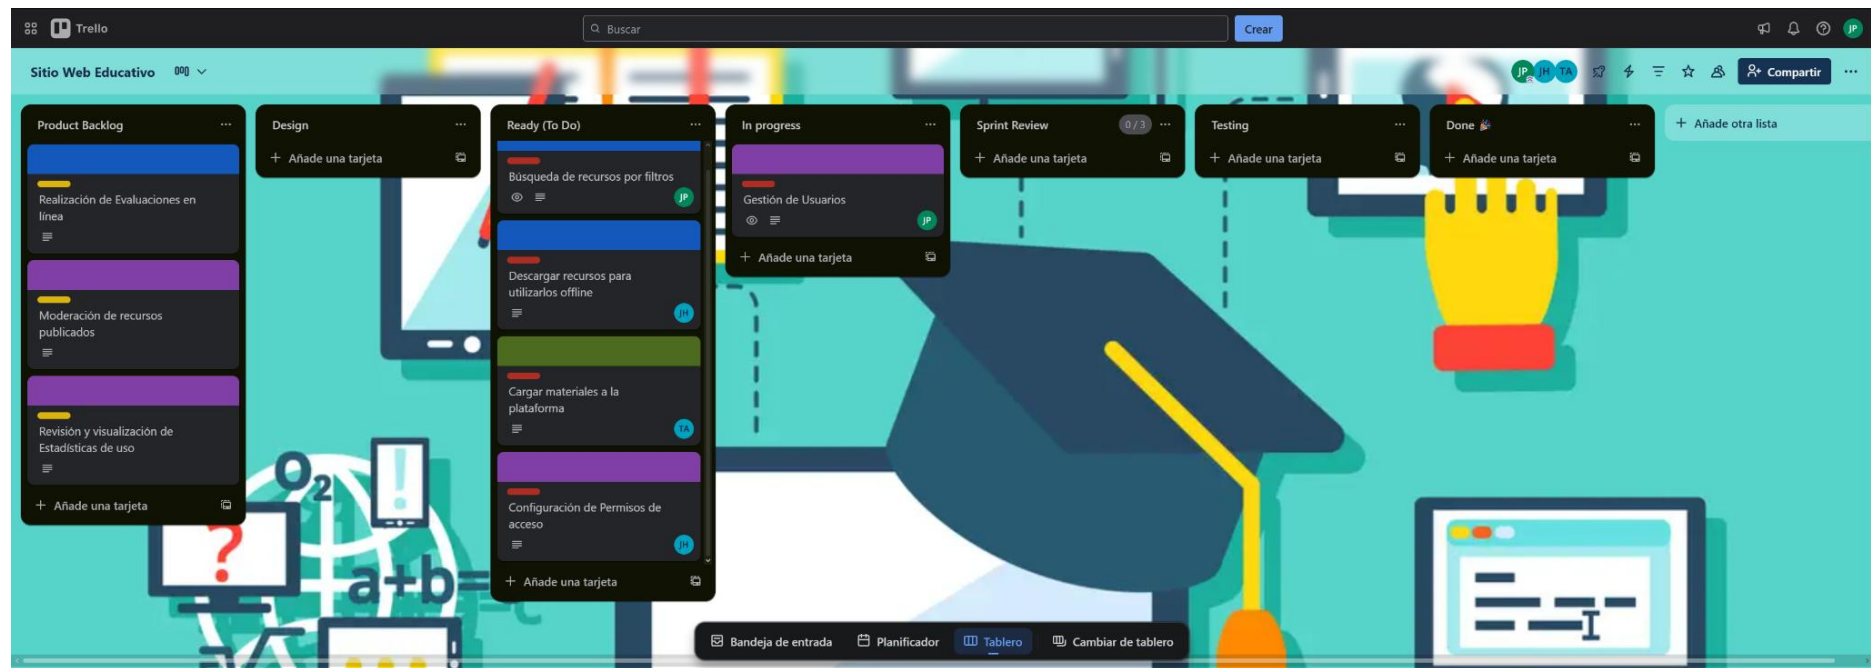 Trello
Buscar
Crear
JP
Sitio Web Educativo
JP JH TA
Compartir
Product Backlog
Realización de Evaluaciones en
línea
Moderación de recursos
publicados
Revisión y visualización de
Estadísticas de uso
+ Añade una tarjeta
Design
+ Añade una tarjeta
Ready (To Do)
Búsqueda de recursos por filtros
JP
Descargar recursos para
utilizarlos offline
JH
Cargar materiales a la
plataforma
TA
Configuración de Permisos de
acceso
JH
+ Añade una tarjeta
In progress
Gestión de Usuarios
JP
+ Añade una tarjeta
Sprint Review 0/3
+ Añade una tarjeta
Testing
+ Añade una tarjeta
Done 🎉
+ Añade una tarjeta
+ Añade otra lista
O2
!
?
a+b=c
Bandeja de entrada
Planificador
Tablero
Cambiar de tablero